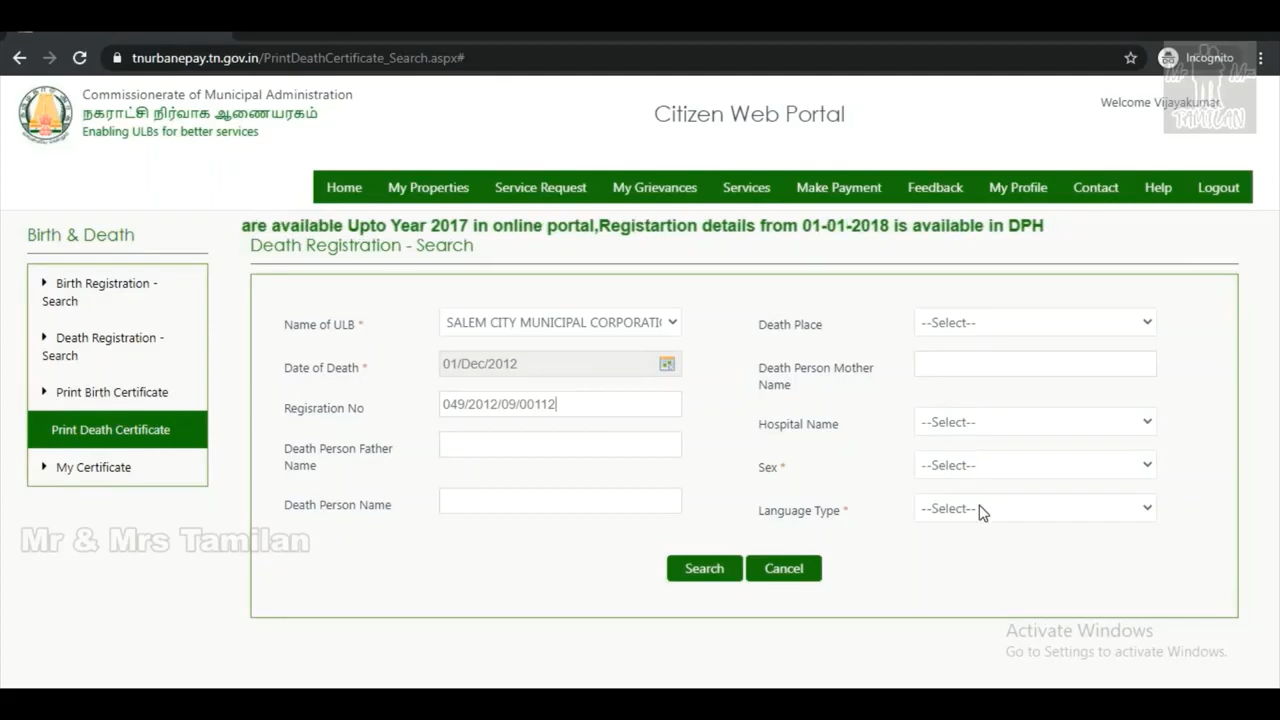 tnurbanepay.tn.gov.in/PrintDeathCertificate_Search.aspx#
Incognito
Commissionerate of Municipal Administration
நகராட்சி நிர்வாக ஆணையரகம்
Enabling ULBs for better services
Citizen Web Portal
Welcome Vijayakumar
Mr Mrs
TAMILAN
Home My Properties Service Request My Grievances Services Make Payment Feedback My Profile Contact Help Logout
are available Upto Year 2017 in online portal,Registartion details from 01-01-2018 is available in DPH
Birth & Death
Death Registration - Search
Birth Registration -
Search
Death Registration -
Search
Print Birth Certificate
Print Death Certificate
My Certificate
Name of ULB * SALEM CITY MUNICIPAL CORPORATI
Date of Death * 01/Dec/2012
Regisration No 049/2012/09/00112
Death Person Father
Name
Death Person Name
Death Place --Select--
Death Person Mother
Name
Hospital Name --Select--
Sex * --Select--
Language Type * --Select--
Search Cancel
Mr & Mrs Tamilan
Activate Windows
Go to Settings to activate Windows.